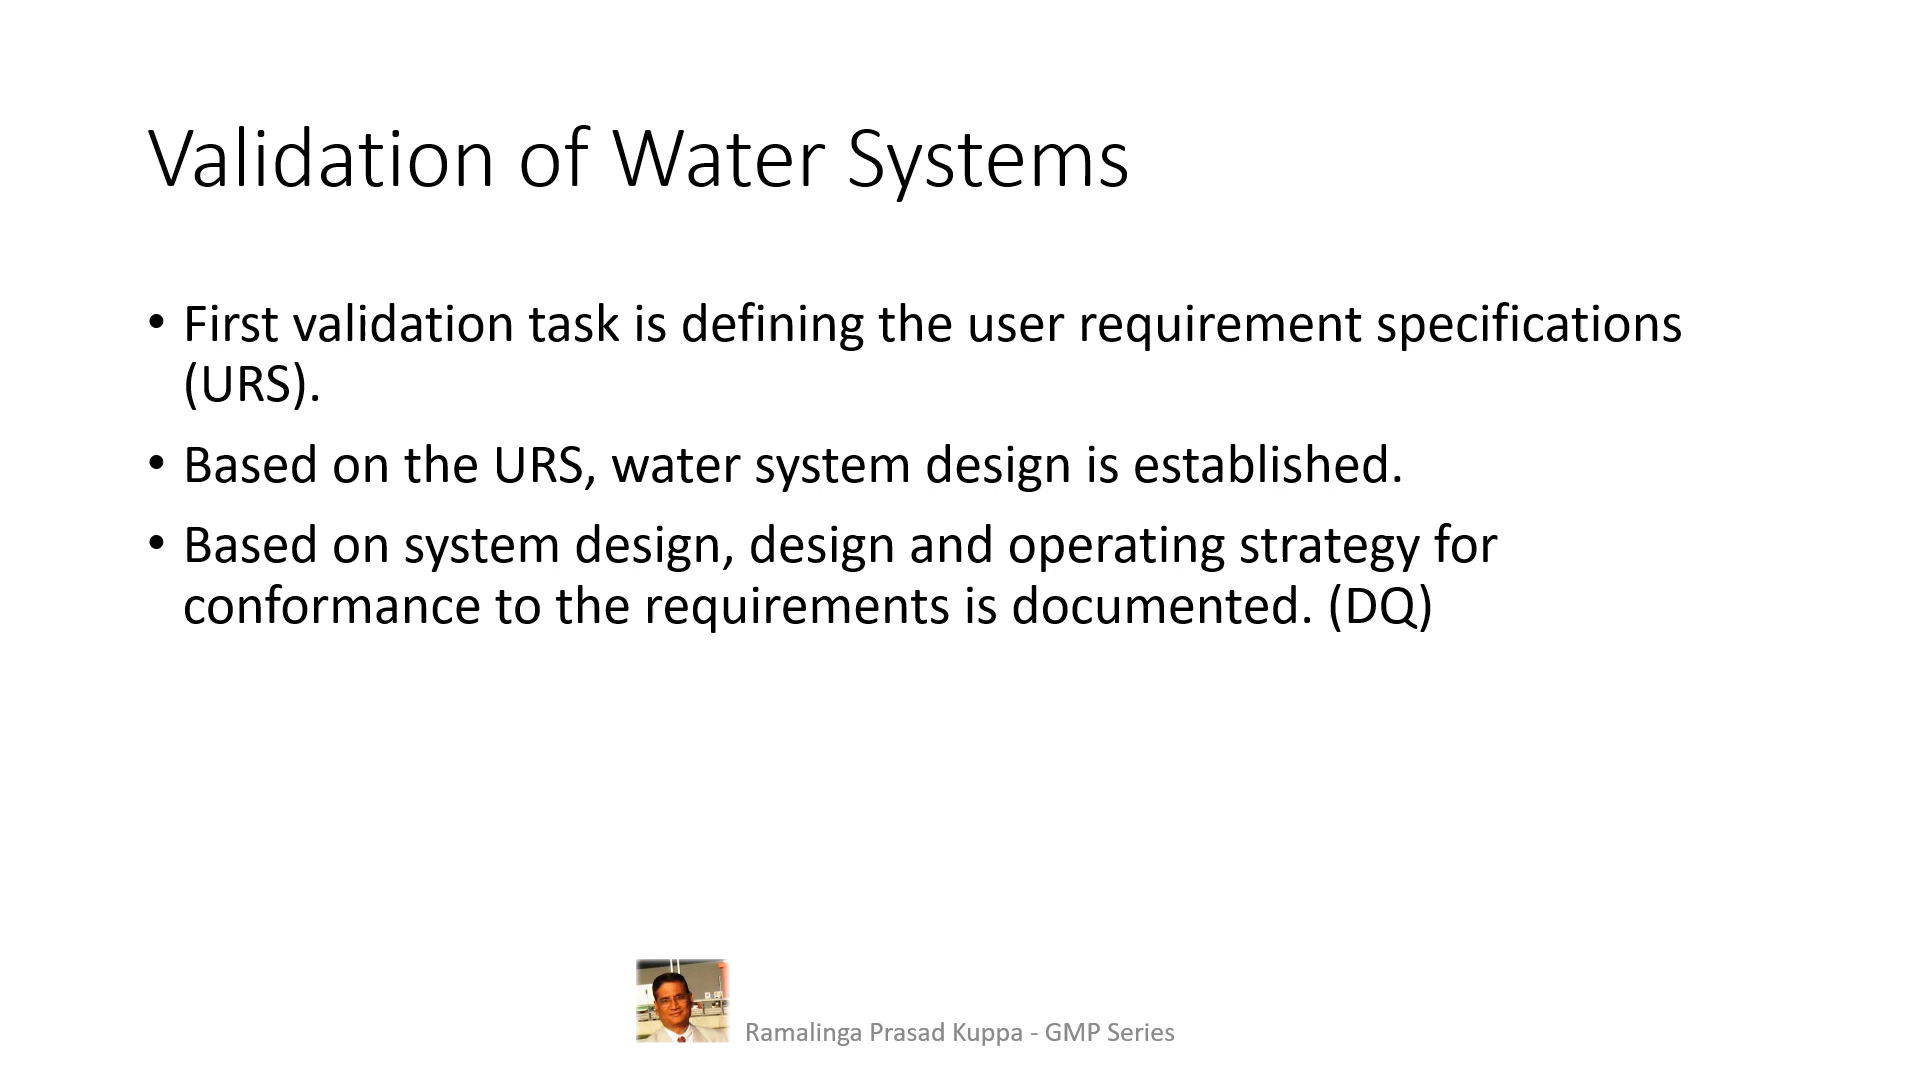 Validation of Water Systems
• First validation task is defining the user requirement specifications
(URS).
• Based on the URS, water system design is established.
• Based on system design, design and operating strategy for
conformance to the requirements is documented. (DQ)
Ramalinga Prasad Kuppa - GMP Series